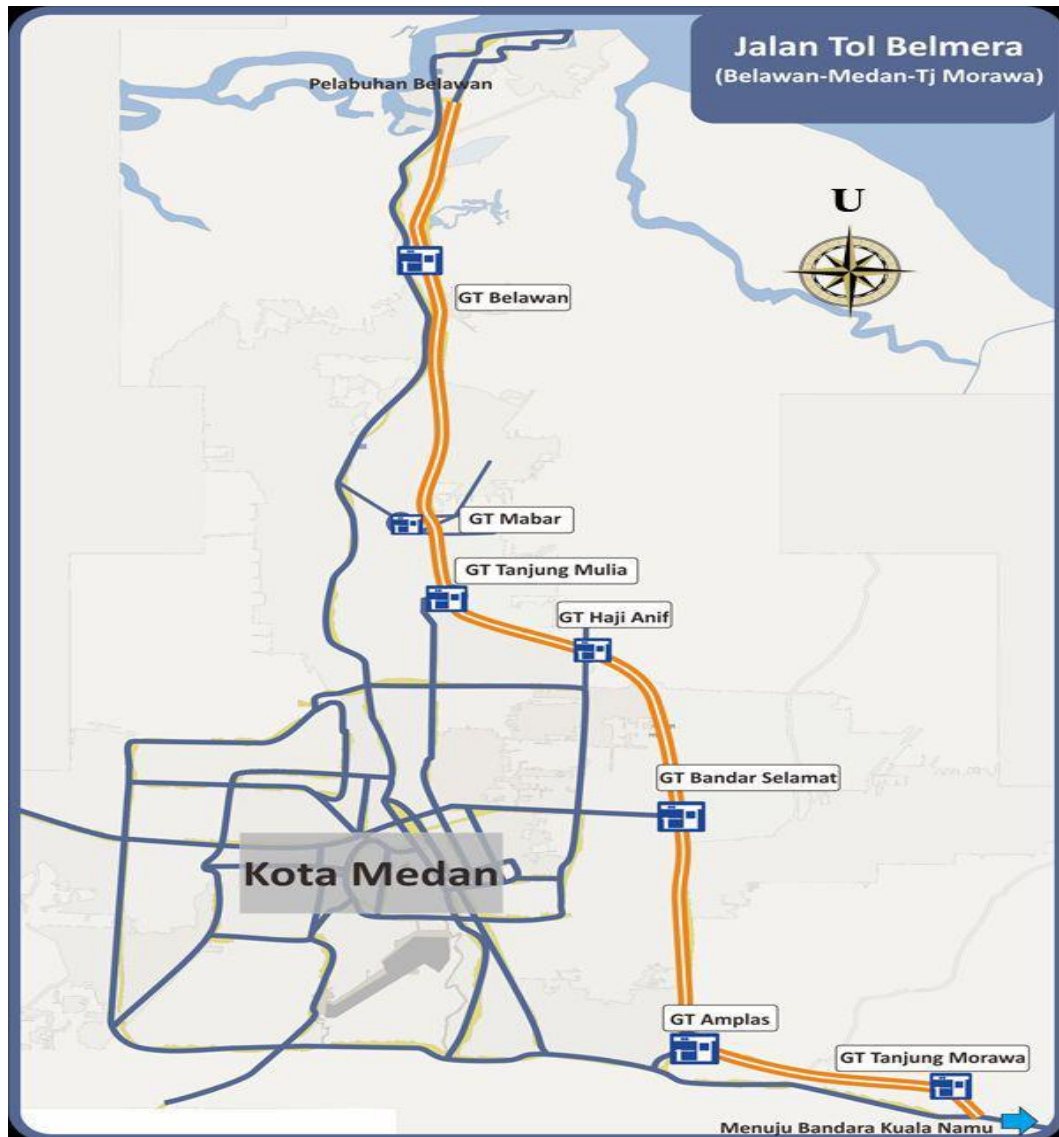 Jalan Tol Belmera
(Belawan-Medan-Tj Morawa)
Pelabuhan Belawan
U
GT Belawan
GT Mabar
GT Tanjung Mulia
GT Haji Anif
GT Bandar Selamat
Kota Medan
GT Amplas
GT Tanjung Morawa
Menuju Bandara Kuala Namu